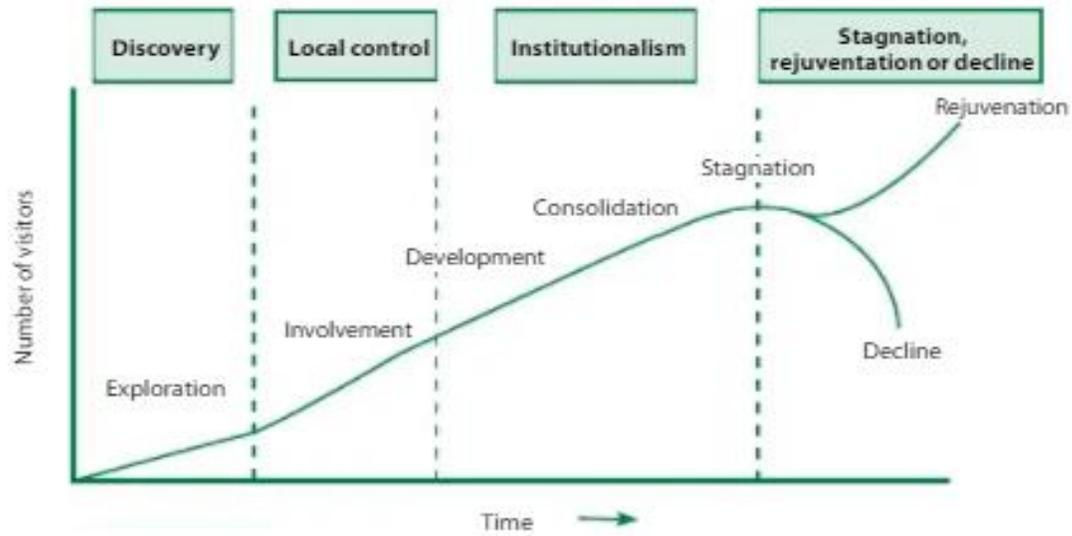 Discovery
Local control
Institutionalism
Stagnation,
rejuventation or decline
Rejuvenation
Stagnation
Consolidation
Development
Involvement
Exploration
Decline
Number of visitors
Time